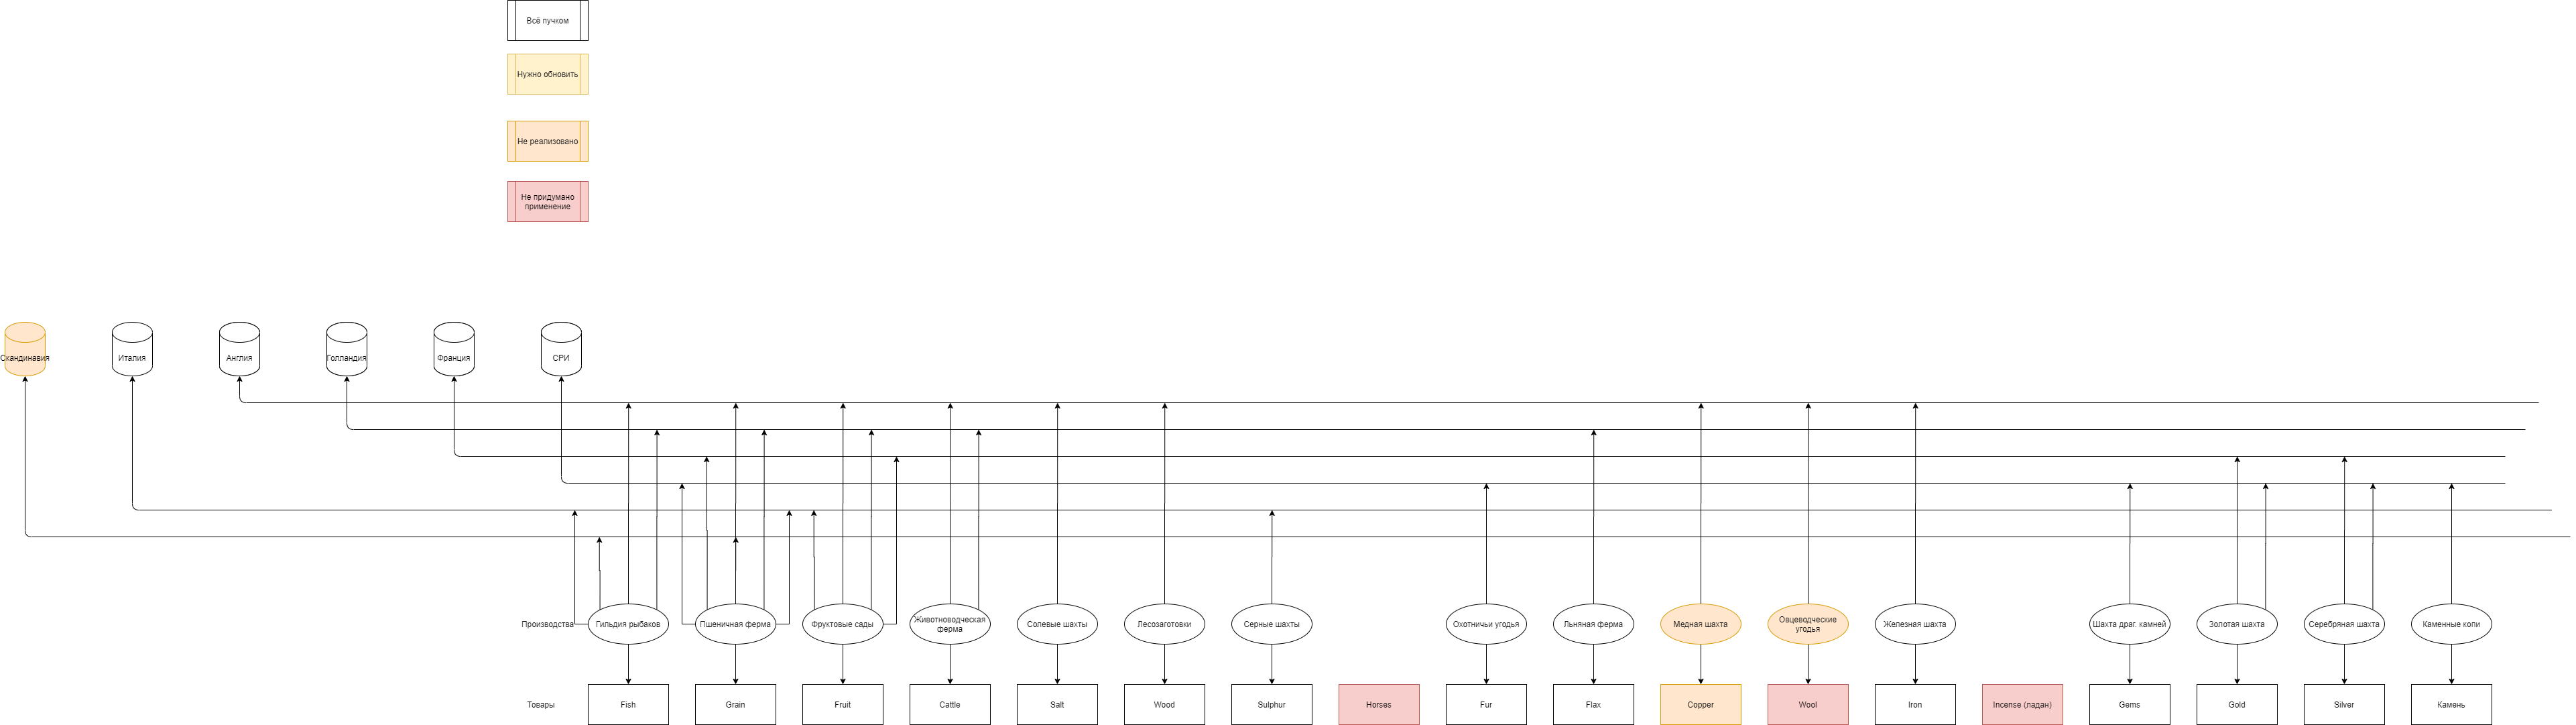 Всё пучком
Нужно обновить
Не реализовано
Не придумано
применение
Скандинавия
Италия
Англия
Голландия
Франция
СРИ
Производства
Гильдия рыбаков
Пшеничная ферма
Фруктовые сады
Животноводческая
ферма
Солевые шахты
Лесозаготовки
Серные шахты
Охотничьи угодья
Льняная ферма
Медная шахта
Овцеводческие
угодья
Железная шахта
Шахта драг. камней
Золотая шахта
Серебряная шахта
Каменные копи
Товары
Fish
Grain
Fruit
Cattle
Salt
Wood
Sulphur
Horses
Fur
Flax
Copper
Wool
Iron
Incense (ладан)
Gems
Gold
Silver
Камень